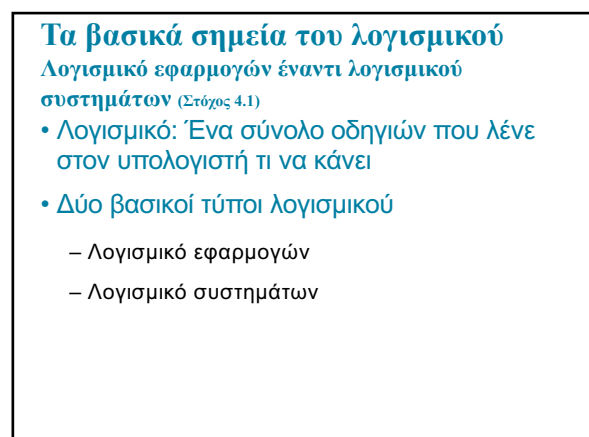 Τα βασικά σημεία του λογισμικού
Λογισμικό εφαρμογών έναντι λογισμικού
συστημάτων (Στόχος 4.1)
• Λογισμικό: Ένα σύνολο οδηγιών που λένε
στον υπολογιστή τι να κάνει
• Δύο βασικοί τύποι λογισμικού
– Λογισμικό εφαρμογών
– Λογισμικό συστημάτων